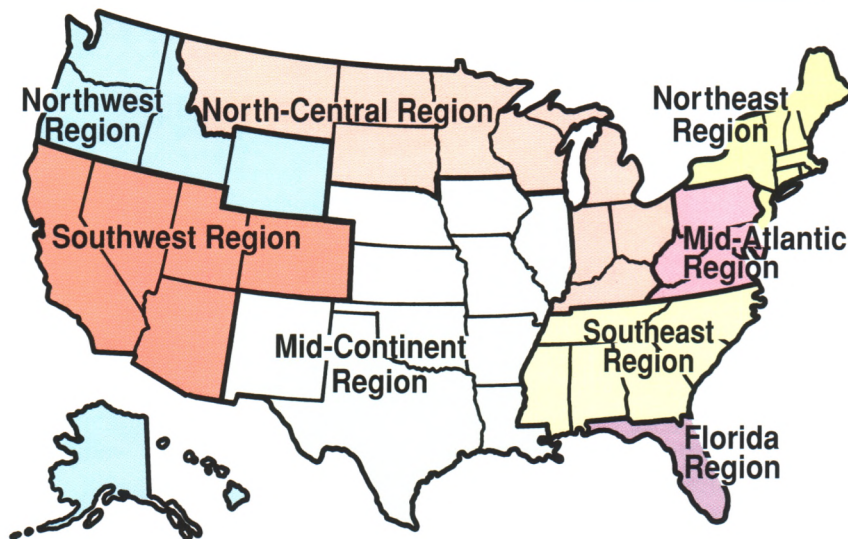 Northwest
Region
North-Central Region
Northeast
Region
Southwest Region
Mid-Atlantic
Region
Mid-Continent
Region
Southeast
Region
Florida
Region